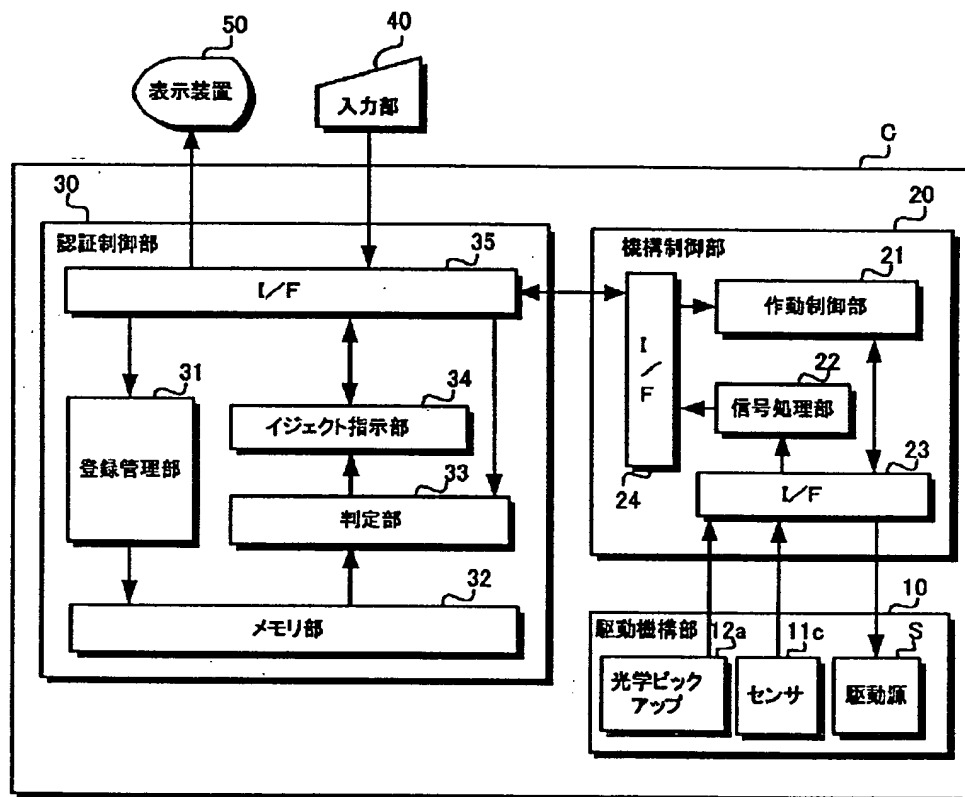 50
表示装置
40
入力部
C
30
認証制御部
35
I/F
31
登録管理部
34
イジェクト指示部
33
判定部
32
メモリ部
20
機構制御部
21
作動制御部
I/F
24
22
信号処理部
23
I/F
10
駆動機構部
12a
光学ピック
アップ
11c
センサ
S
駆動源